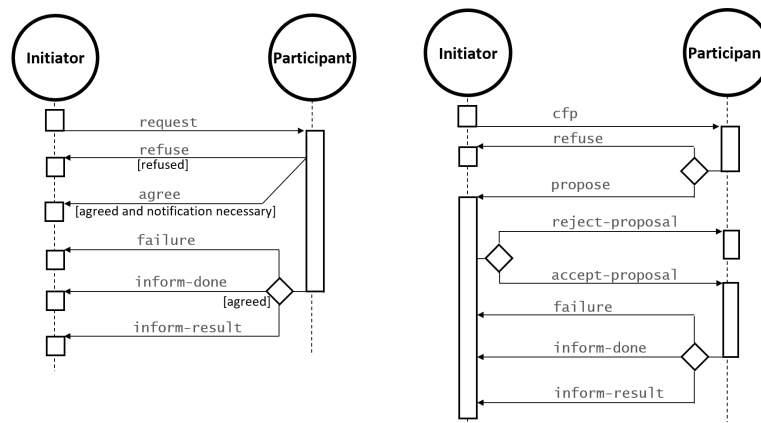 Initiator
Participant
request
refuse
[refused]
agree
[agreed and notification necessary]
failure
inform-done
[agreed]
inform-result
Initiator
Participan
cfp
refuse
propose
reject-proposal
accept-proposal
failure
inform-done
inform-result